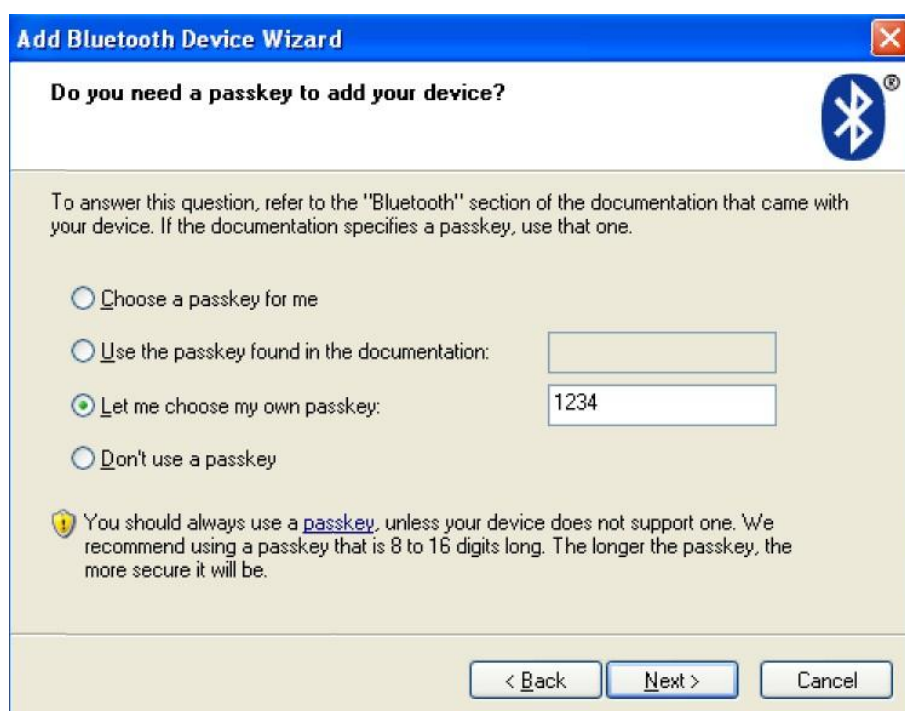 Add Bluetooth Device Wizard
Do you need a passkey to add your device?
®
To answer this question, refer to the "Bluetooth" section of the documentation that came with
your device. If the documentation specifies a passkey, use that one.
Choose a passkey for me
Use the passkey found in the documentation:
Let me choose my own passkey: 1234
Don't use a passkey
You should always use a passkey, unless your device does not support one. We
recommend using a passkey that is 8 to 16 digits long. The longer the passkey, the
more secure it will be.
< Back Next > Cancel